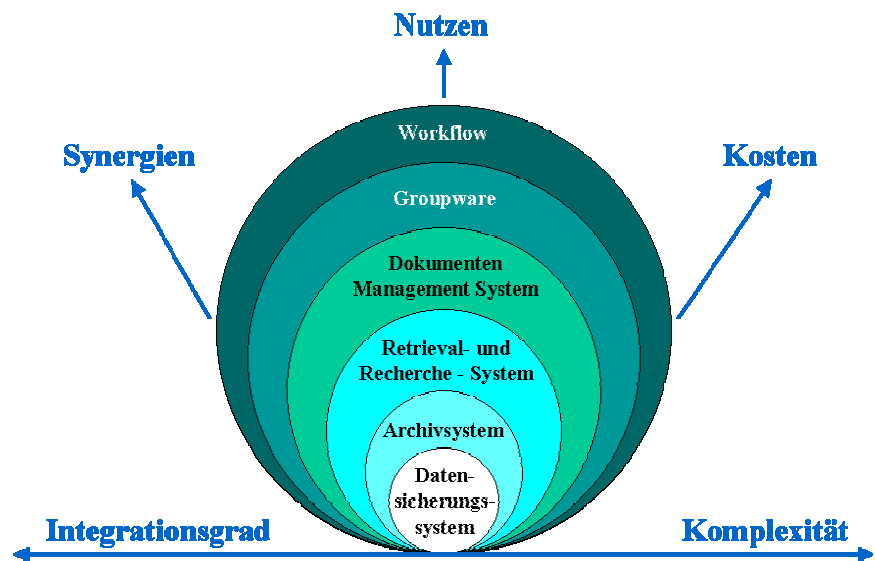 Nutzen
Synergien
Kosten
Workflow
Groupware
Dokumenten
Management System
Retrieval- und
Recherche - System
Archivsystem
Daten-
sicherungs-
system
Integrationsgrad
Komplexität